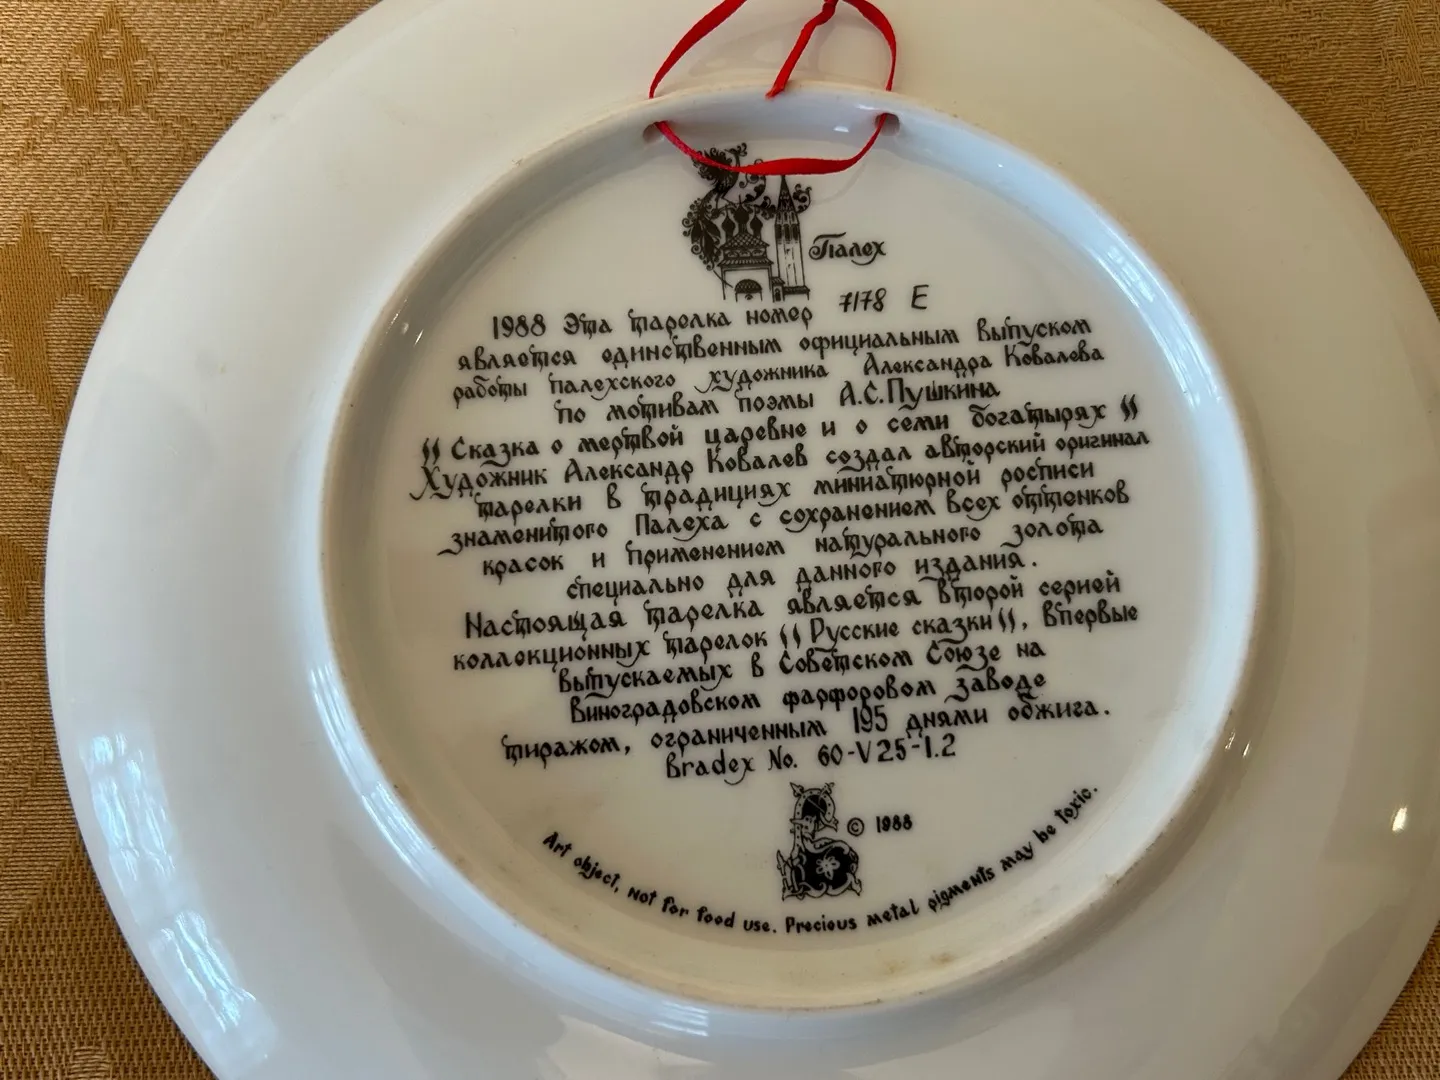 Палех
1988 Эта тарелка номер 7178 E
является единственным официальным выпуском
работы палехского художника Александра Ковалева
по мотивам поэмы А.С.Пушкина
"Сказка о мертвой царевне и о семи богатырях"
Художник Александр Ковалев создал авторский оригинал
тарелки в традициях миниатюрной росписи
знаменитого Палеха с сохранением всех оттенков
красок и применением натурального золота
специально для данного издания.
Настоящая тарелка является второй серией
коллекционных тарелок "Русские сказки", впервые
выпускаемых в Советском Союзе на
Виноградовском фарфоровом заводе
тиражом, ограниченным 195 днями обжига.
Bradex No. 60-V25-1.2
© 1988
Art object, not for food use. Precious metal pigments may be toxic.